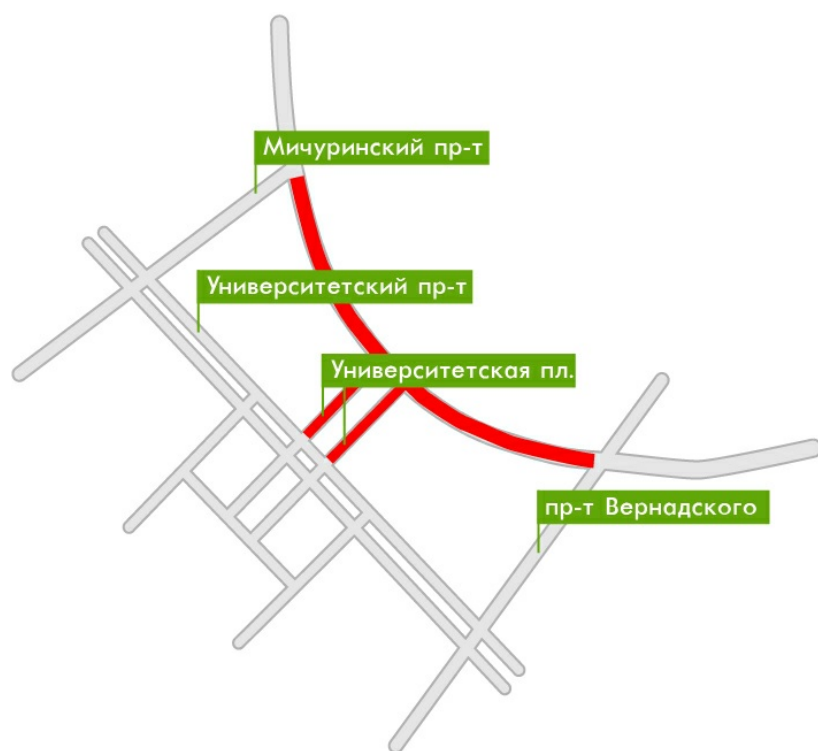 Мичуринский пр-т
Университетский пр-т
Университетская пл.
пр-т Вернадского